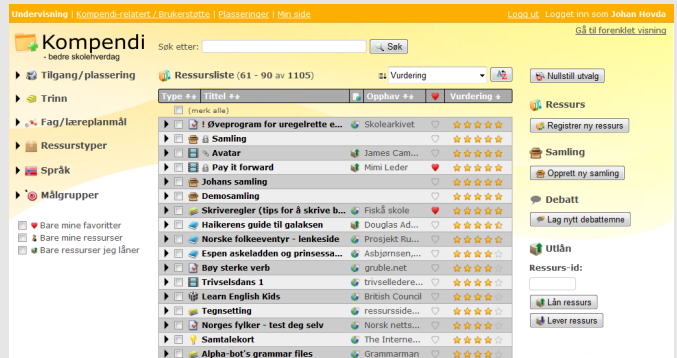 Undervisning | Kompendi-relatert / Brukerstøtte | Plasseringer | Min side
Logg ut Logget inn som Johan Hovda
Gå til forenklet visning
Kompendi
- bedre skolehverdag
Søk etter:
Søk
Tilgang/plassering
Trinn
Fag/læreplanmål
Ressurstyper
Språk
Målgrupper
Bare mine favoritter
Bare mine ressurser
Bare ressurser jeg låner
Ressursliste (61 - 90 av 1105)
Vurdering
Type Tittel Opphav Vurdering
(merk alle)
! Øveprogram for uregelrette e... Skolearkivet
Samling
Avatar James Cam...
Pay it forward Mimi Leder
Johans samling
Demosamling
Skriveregler (tips for å skrive b... Fiskå skole
Haikerens guide til galaksen Douglas Ad...
Norske folkeeventyr - lenkeside Prosjekt Ru...
Espen askeladden og prinsessa... Asbjørnsen,...
Bøy sterke verb gruble.net
Trivselsdans 1 trivselledere...
Learn English Kids British Council
Tegnsetting ressursside...
Norges fylker - test deg selv Norsk netts...
Samtalekort The Interne...
Alpha-bot's grammar files Grammarman
Nullstill utvalg
Ressurs
Registrer ny ressurs
Samling
Opprett ny samling
Debatt
Lag nytt debattemne
Utlån
Ressurs-id:
Lån ressurs
Lever ressurs